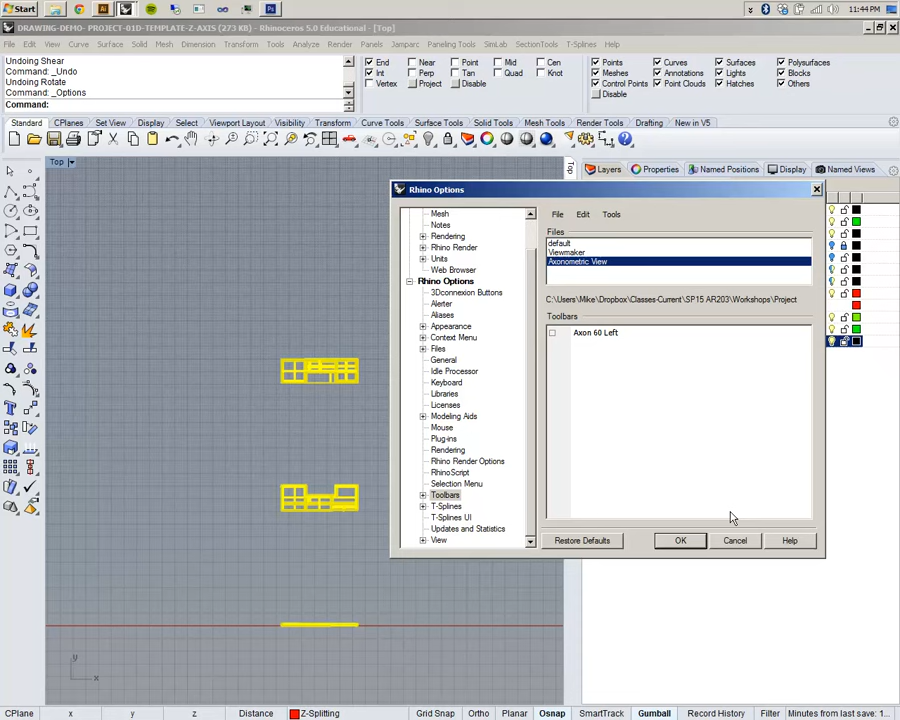 Start 11:44 PM
DRAWING-DEMO- PROJECT-01D-TEMPLATE-Z-AXIS (273 KB) - Rhinoceros 5.0 Educational - [Top]
File Edit View Curve Surface Solid Mesh Dimension Transform Tools Analyze Render Panels Jamparc Paneling Tools SimLab SectionTools T-Splines Help
Undoing Shear
Command: _Undo
Undoing Rotate
Command: _Options
Command:
End Near Point Mid Cen
Int Perp Tan Quad Knot
Vertex Project Disable
Points Curves Surfaces Polysurfaces
Meshes Annotations Lights Blocks
Control Points Point Clouds Hatches Others
Disable
Standard CPlanes Set View Display Select Viewport Layout Visibility Transform Curve Tools Surface Tools Solid Tools Mesh Tools Render Tools Drafting New in V5
Top
Top
Layers Properties Named Positions Display Named Views
Rhino Options
Mesh
Notes
Rendering
Rhino Render
Units
Web Browser
Rhino Options
3Dconnexion Buttons
Alerter
Aliases
Appearance
Context Menu
Files
General
Idle Processor
Keyboard
Libraries
Licenses
Modeling Aids
Mouse
Plug-ins
Rendering
Rhino Render Options
RhinoScript
Selection Menu
Toolbars
T-Splines
T-Splines UI
Updates and Statistics
View
File Edit Tools
Files
default
Viewmaker
Axonometric View
C:\Users\Mike\Dropbox\Classes-Current\SP15 AR203\Workshops\Project
Toolbars
Axon 60 Left
Restore Defaults OK Cancel Help
y
x
CPlane x y z Distance Z-Splitting Grid Snap Ortho Planar Osnap SmartTrack Gumball Record History Filter Minutes from last save: 1...